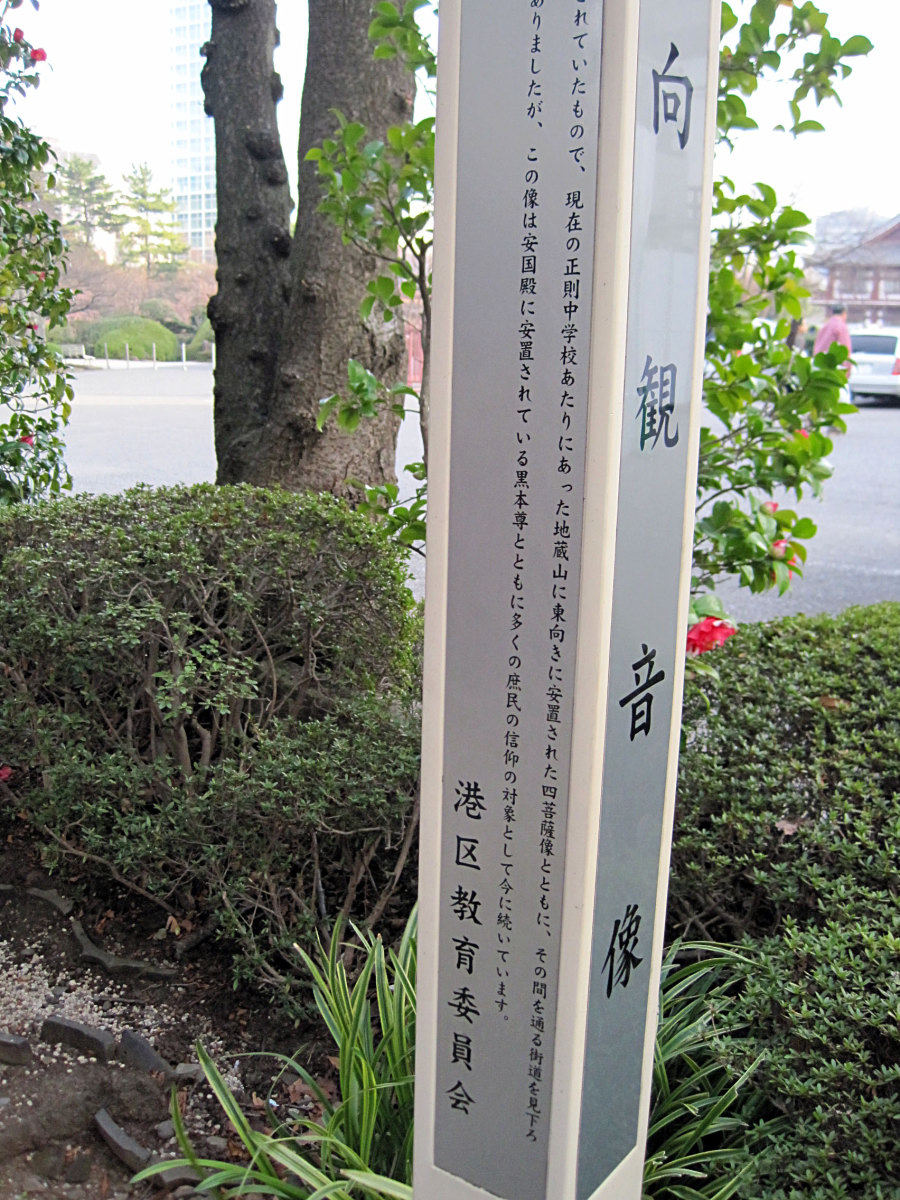 向観音像
されていたもので、現在の正則中学校あたりにあった地蔵山に東向きに安置された四菩薩像とともに、その間を通る街道を見下ろ
ありましたが、この像は安国殿に安置されている黒本尊とともに多くの庶民の信仰の対象として今に続いています。
港区教育委員会